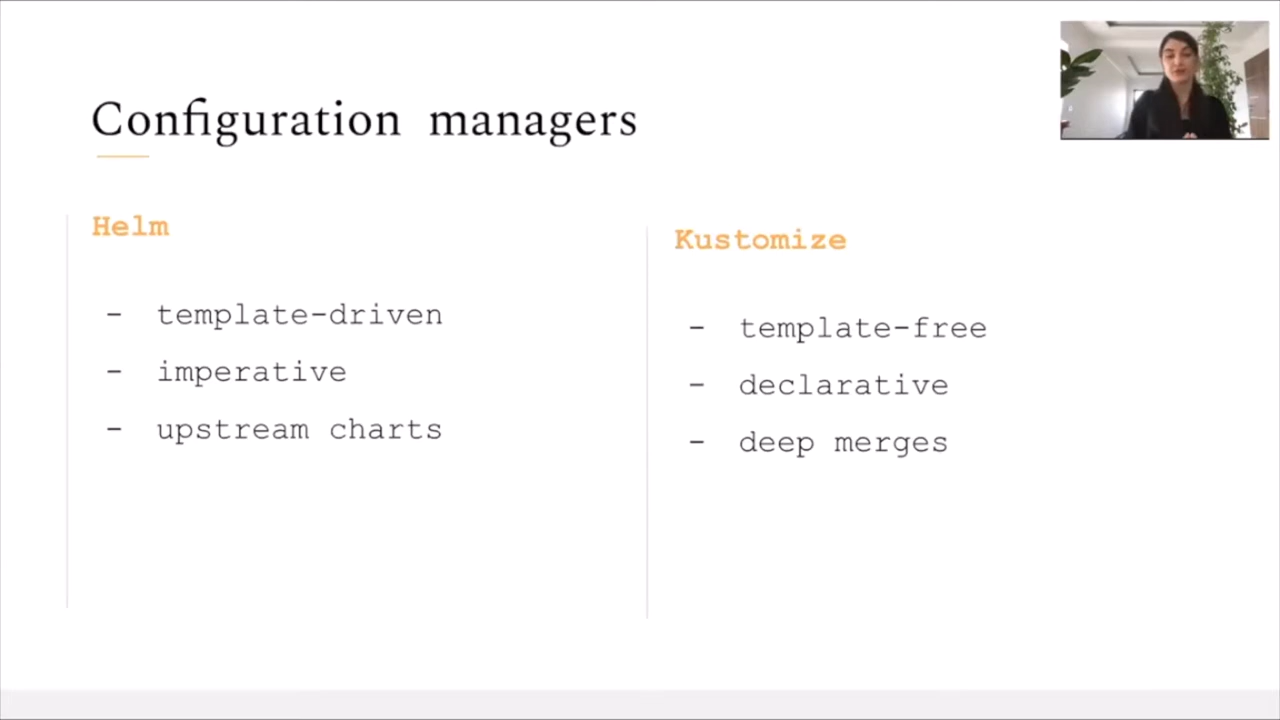 Configuration managers
Helm
- template-driven
- imperative
- upstream charts
Kustomize
- template-free
- declarative
- deep merges